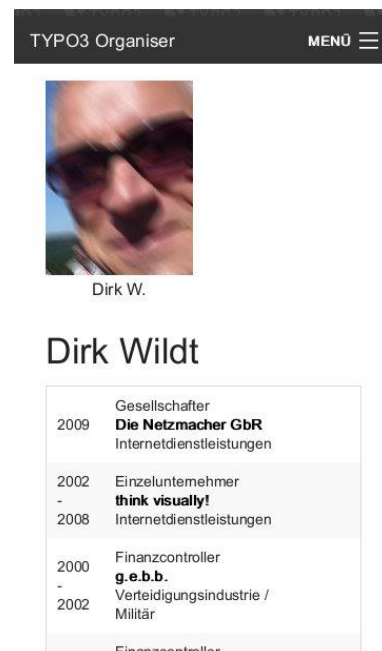 TYPO3 Organiser
MENÜ
Dirk W.
Dirk Wildt
Gesellschafter
2009
Die Netzmacher GbR
Internetdienstleistungen
2002
-
2008
Einzelunternehmer
think visually!
Internetdienstleistungen
2000
-
2002
Finanzcontroller
g.e.b.b.
Verteidigungsindustrie /
Militär
Finanzcontroller